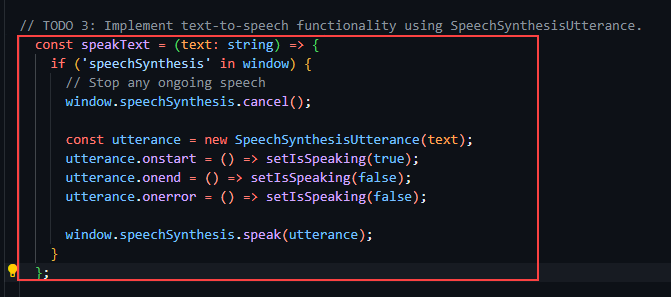 // TODO 3: Implement text-to-speech functionality using SpeechSynthesisUtterance.
const speakText = (text: string) => {
if ('speechSynthesis' in window) {
// Stop any ongoing speech
window.speechSynthesis.cancel();
const utterance = new SpeechSynthesisUtterance(text);
utterance.onstart = () => setIsSpeaking(true);
utterance.onend = () => setIsSpeaking(false);
utterance.onerror = () => setIsSpeaking(false);
window.speechSynthesis.speak(utterance);
}
};